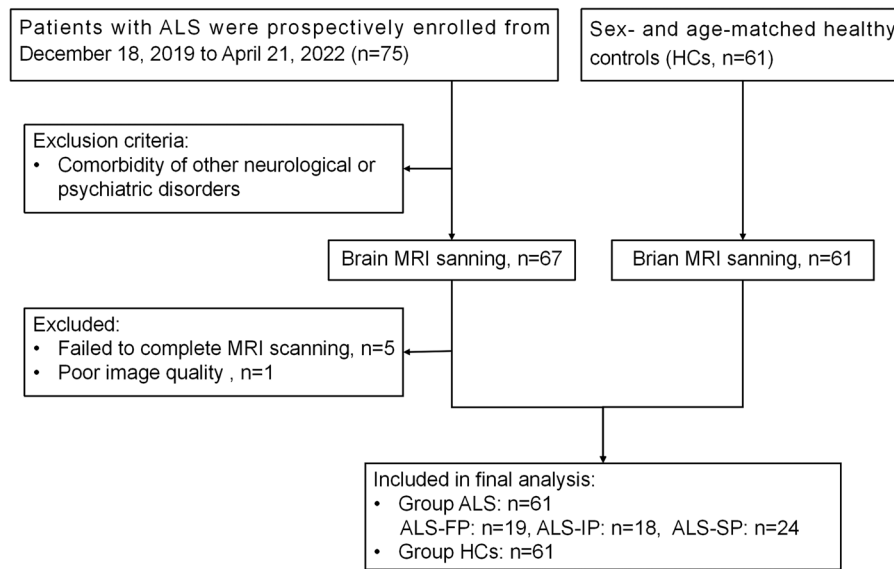 Patients with ALS were prospectively enrolled from
December 18, 2019 to April 21, 2022 (n=75)
Sex- and age-matched healthy
controls (HCs, n=61)
Exclusion criteria:
• Comorbidity of other neurological or
psychiatric disorders
Brain MRI sanning, n=67
Brian MRI sanning, n=61
Excluded:
• Failed to complete MRI scanning, n=5
• Poor image quality , n=1
Included in final analysis:
• Group ALS: n=61
ALS-FP: n=19, ALS-IP: n=18, ALS-SP: n=24
• Group HCs: n=61